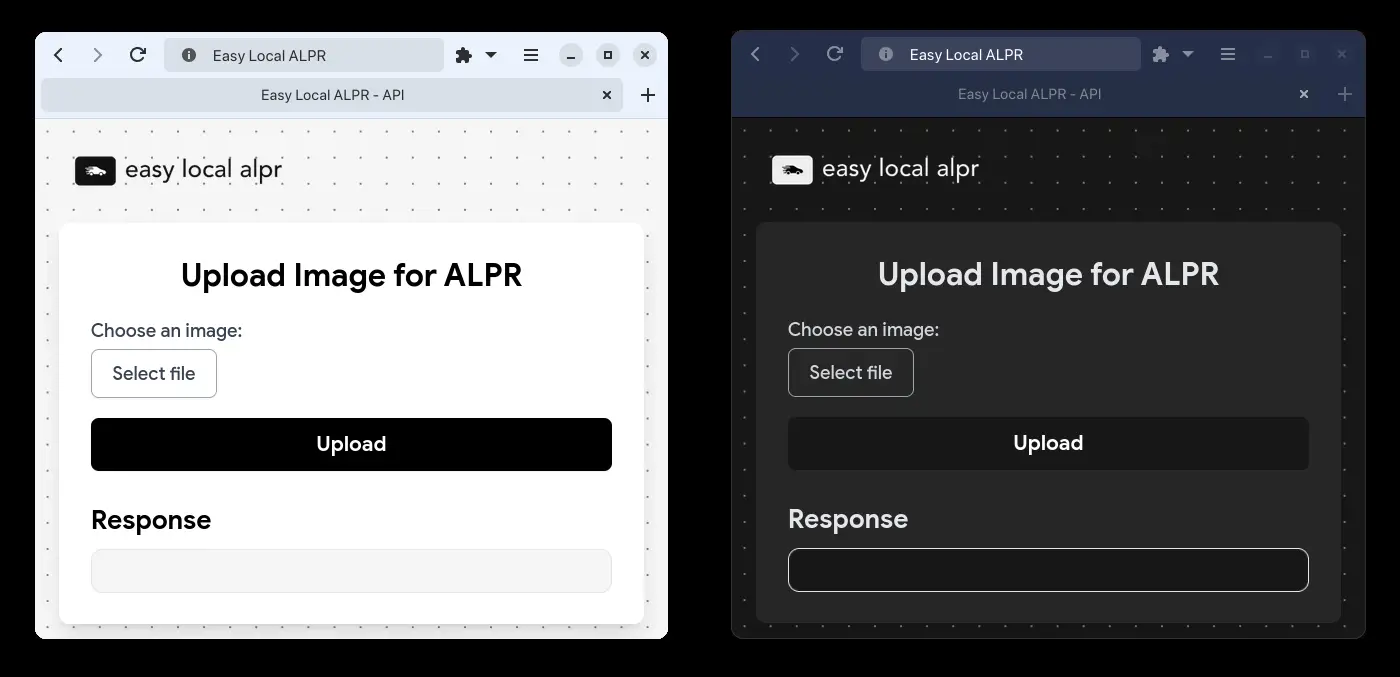 Easy Local ALPR
Easy Local ALPR - API
easy local alpr
Upload Image for ALPR
Choose an image:
Select file
Upload
Response
Easy Local ALPR
Easy Local ALPR - API
easy local alpr
Upload Image for ALPR
Choose an image:
Select file
Upload
Response